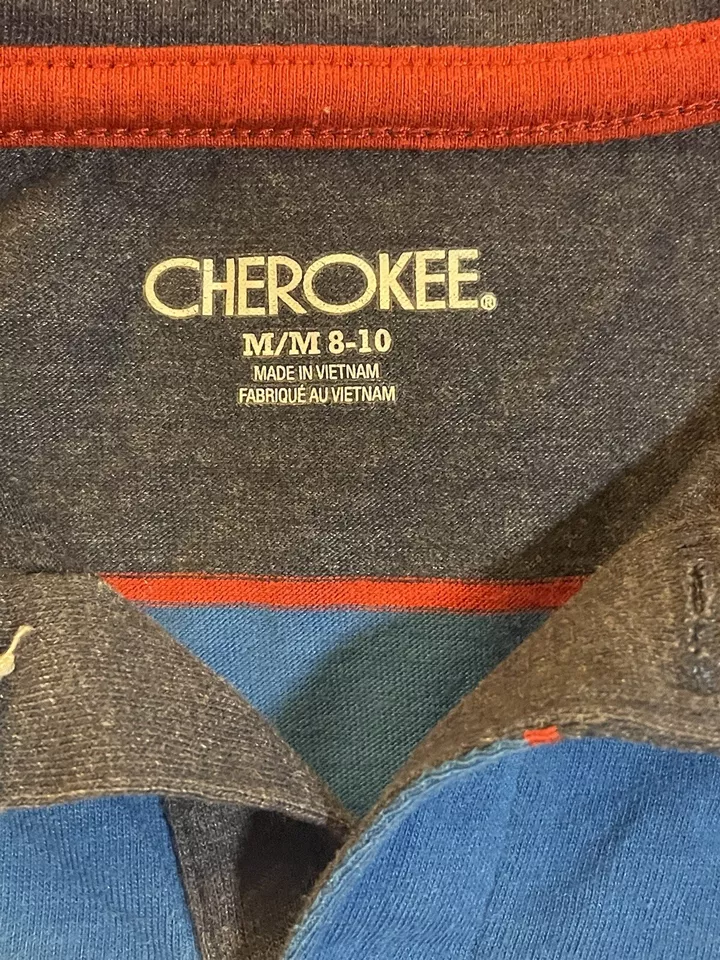 CHEROKEE®
M/M 8-10
MADE IN VIETNAM
FABRIQUÉ AU VIETNAM